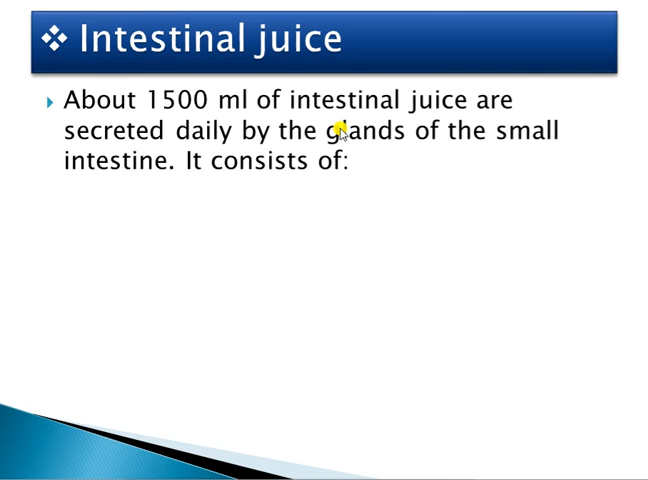 ❖ Intestinal juice
About 1500 ml of intestinal juice are
secreted daily by the glands of the small
intestine. It consists of: